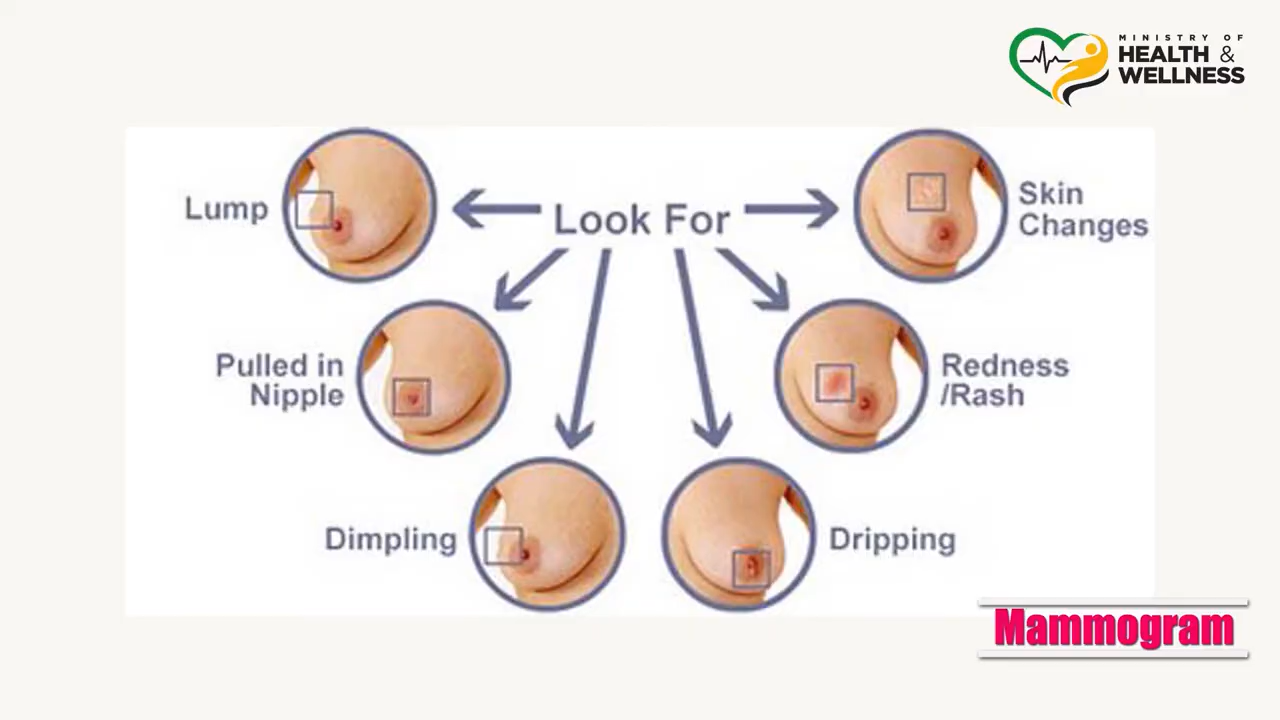 MINISTRY OF
HEALTH &
WELLNESS
Look For
Lump
Skin
Changes
Pulled in
Nipple
Redness
/Rash
Dimpling
Dripping
Mammogram